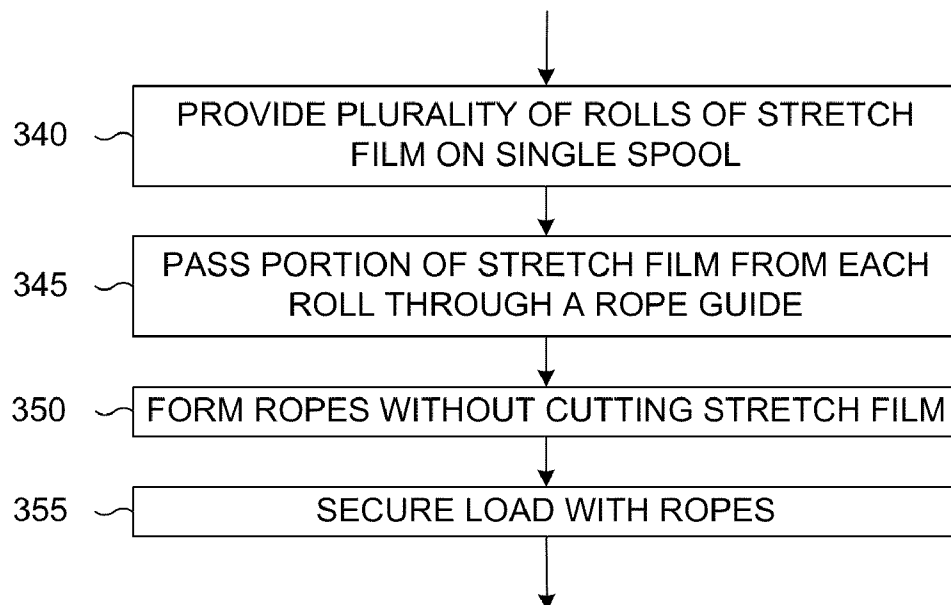 340
PROVIDE PLURALITY OF ROLLS OF STRETCH
FILM ON SINGLE SPOOL
345
PASS PORTION OF STRETCH FILM FROM EACH
ROLL THROUGH A ROPE GUIDE
350
FORM ROPES WITHOUT CUTTING STRETCH FILM
355
SECURE LOAD WITH ROPES